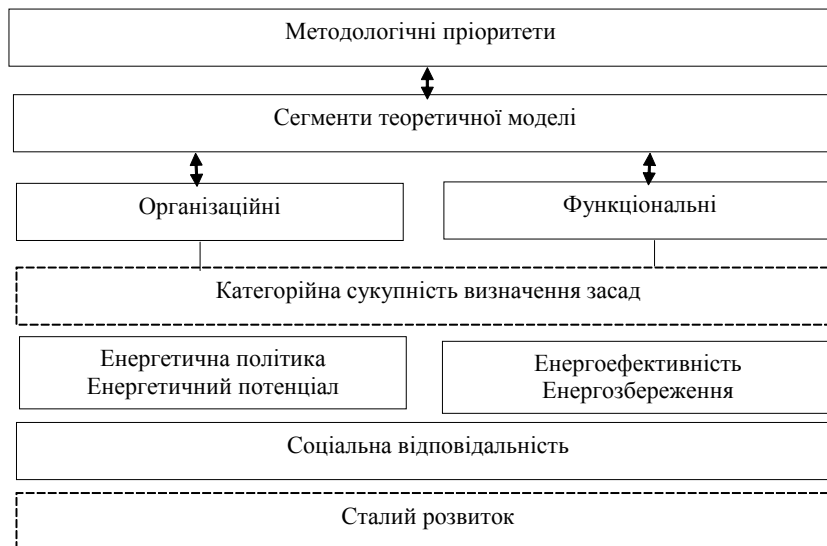 Методологічні пріоритети
Сегменти теоретичної моделі
Організаційні
Функціональні
Категорійна сукупність визначення засад
Енергетична політика
Енергетичний потенціал
Енергоефективність
Енергозбереження
Соціальна відповідальність
Сталий розвиток